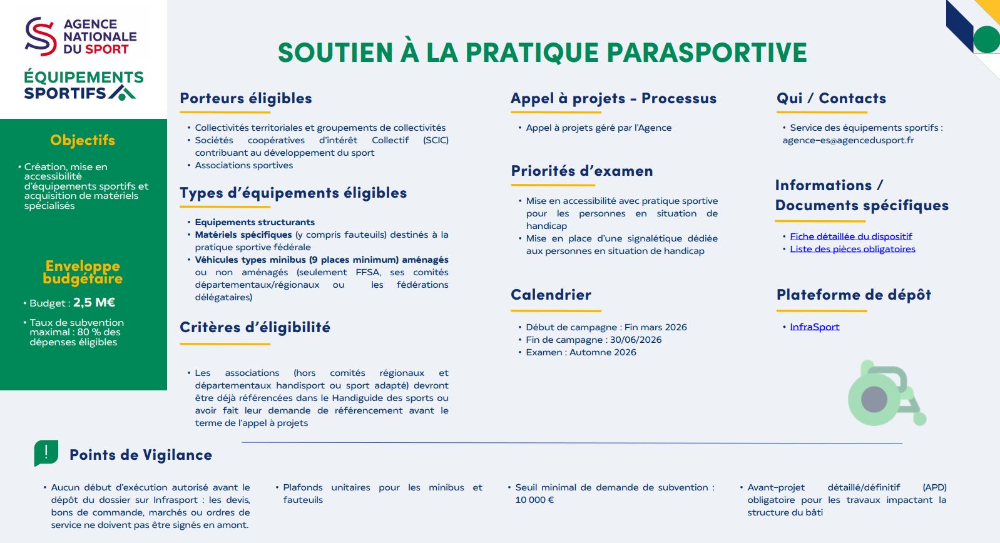 AGENCE
NATIONALE
DU SPORT
ÉQUIPEMENTS
SPORTIFS
Objectifs
• Création, mise en
accessibilité
d'équipements sportifs et
acquisition de matériels
spécialisés
Enveloppe
budgétaire
• Budget : 2,5 M€
• Taux de subvention
maximal : 80 % des
dépenses éligibles
SOUTIEN À LA PRATIQUE PARASPORTIVE
Porteurs éligibles
• Collectivités territoriales et groupements de collectivités
• Sociétés coopératives d'intérêt Collectif (SCIC)
contribuant au développement du sport
• Associations sportives
Types d'équipements éligibles
• Equipements structurants
• Matériels spécifiques (y compris fauteuils) destinés à la
pratique sportive fédérale
• Véhicules types minibus (9 places minimum) aménagés
ou non aménagés (seulement FFSA, ses comités
départementaux/régionaux ou les fédérations
délégataires)
Critères d'éligibilité
• Les associations (hors comités régionaux et
départementaux handisport ou sport adapté) devront
être déjà référencées dans le Handiguide des sports ou
avoir fait leur demande de référencement avant le
terme de l'appel à projets
Appel à projets - Processus
• Appel à projets géré par l'Agence
Priorités d'examen
• Mise en accessibilité avec pratique sportive
pour les personnes en situation de
handicap
• Mise en place d'une signalétique dédiée
aux personnes en situation de handicap
Calendrier
• Début de campagne : Fin mars 2026
• Fin de campagne : 30/06/2026
• Examen : Automne 2026
Qui / Contacts
• Service des équipements sportifs :
agence-es@agencedusport.fr
Informations /
Documents spécifiques
• Fiche détaillée du dispositif
• Liste des pièces obligatoires
Plateforme de dépôt
• InfraSport
! Points de Vigilance
• Aucun début d'exécution autorisé avant le
dépôt du dossier sur Infrasport : les devis,
bons de commande, marchés ou ordres de
service ne doivent pas être signés en amont.
• Plafonds unitaires pour les minibus et
fauteuils
• Seuil minimal de demande de subvention :
10 000 €
• Avant-projet détaillé/définitif (APD)
obligatoire pour les travaux impactant la
structure du bâti